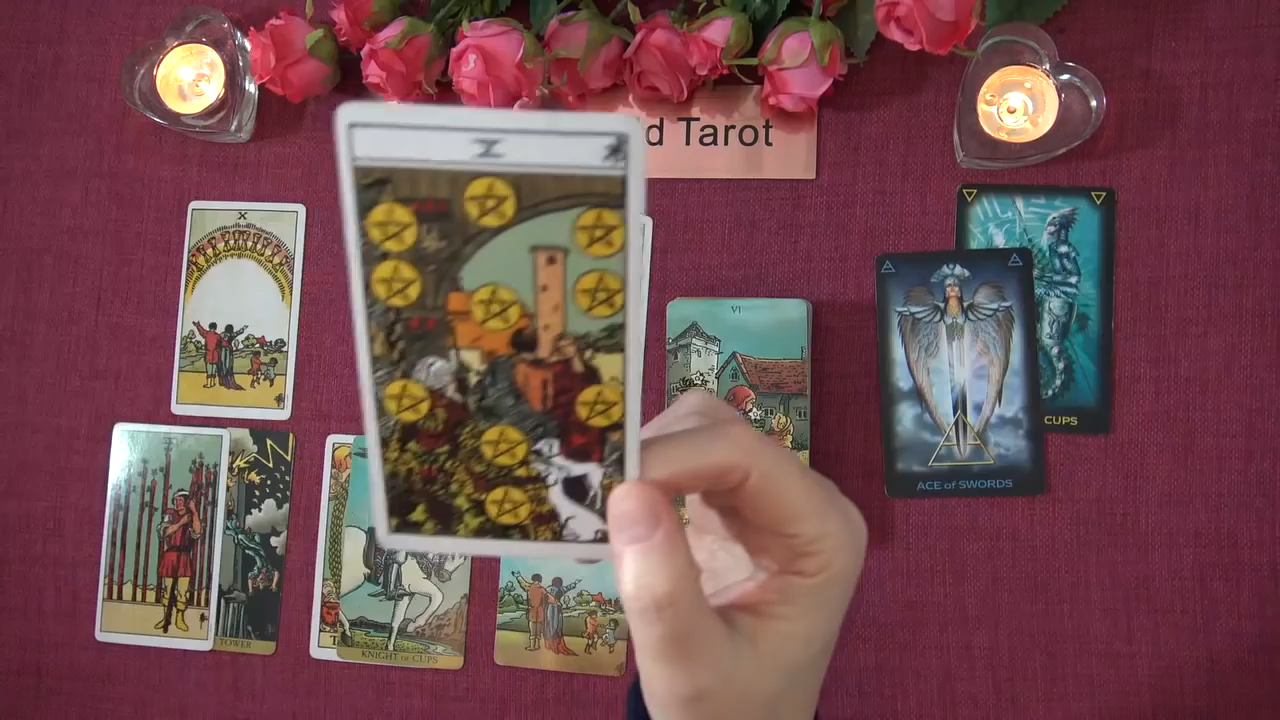 d Tarot
X
X
VI
CUPS
ACE of SWORDS
TOWER
KNIGHT OF CUPS